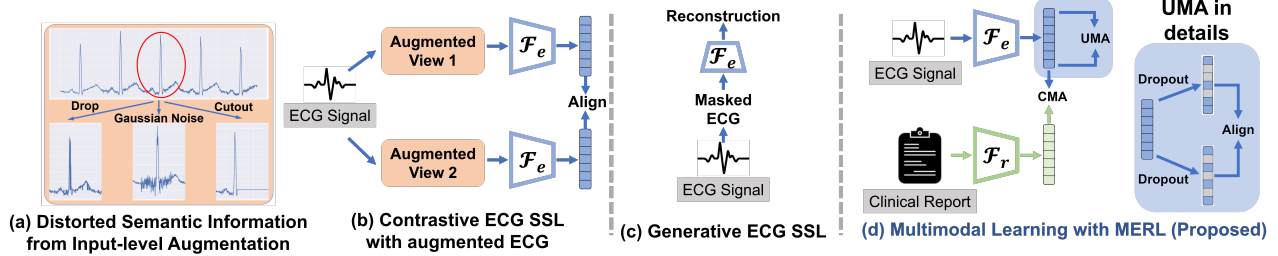 Drop
Gaussian Noise
Cutout
(a) Distorted Semantic Information
from Input-level Augmentation
ECG Signal
Augmented
View 1
Augmented
View 2
ℱe
ℱe
Align
(b) Contrastive ECG SSL
with augmented ECG
Reconstruction
ℱe
Masked
ECG
ECG Signal
(c) Generative ECG SSL
ECG Signal
ℱe
UMA
CMA
Clinical Report
ℱr
UMA in
details
Dropout
Dropout
Align
(d) Multimodal Learning with MERL (Proposed)